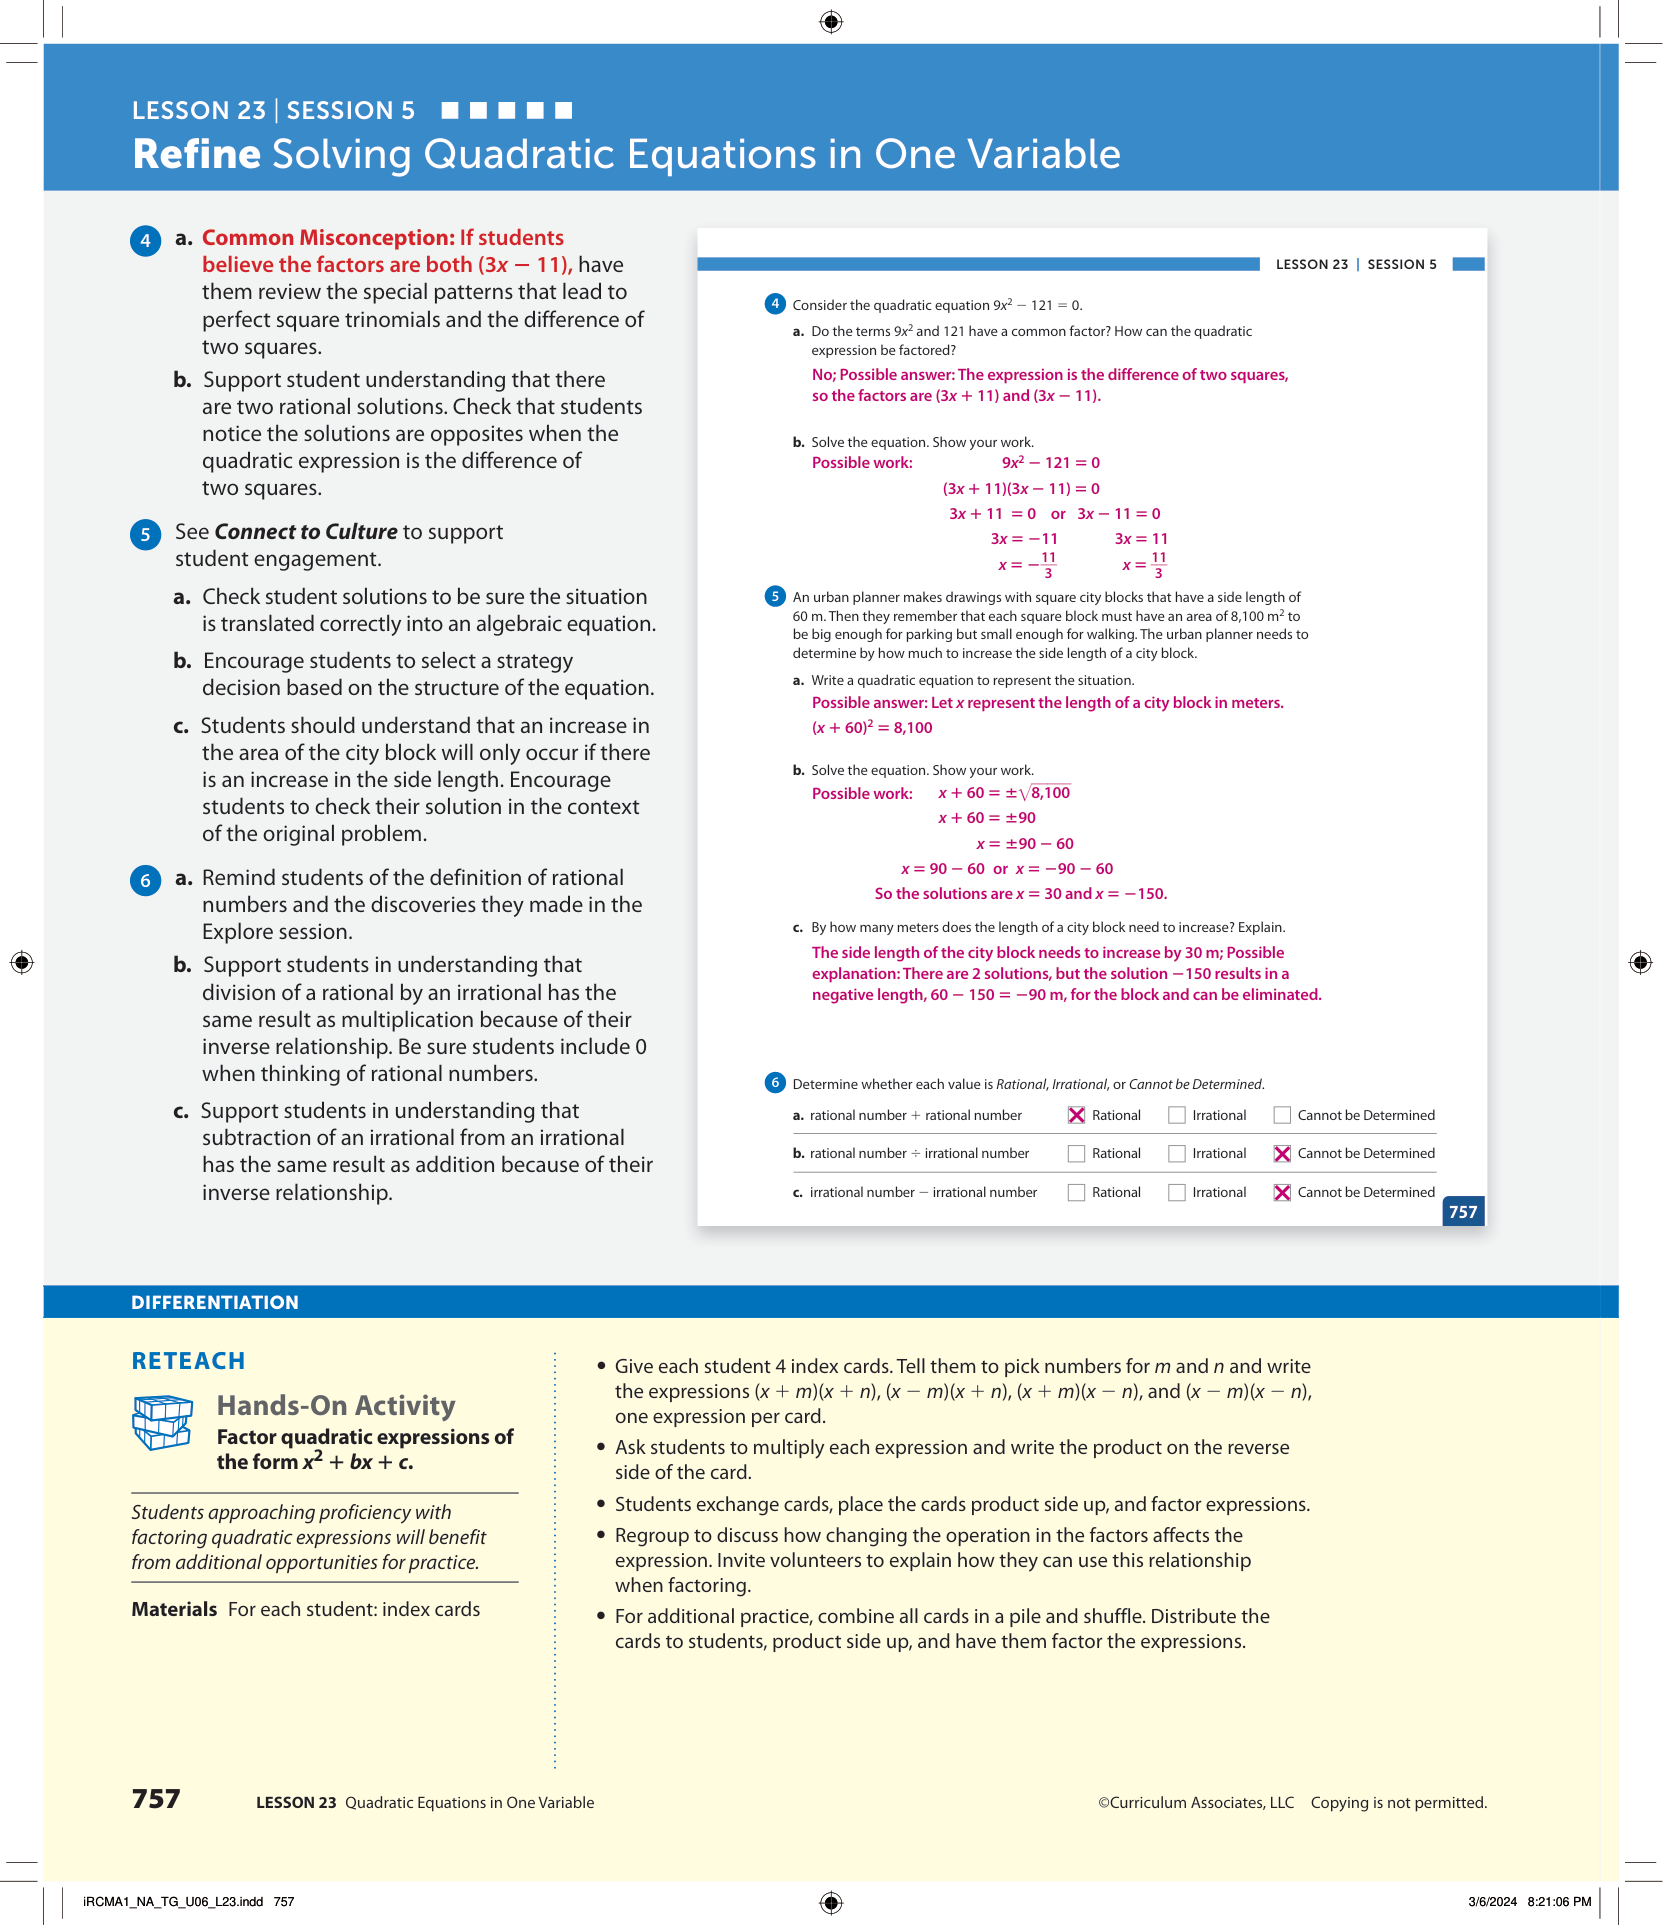 LESSON 23 | SESSION 5
Refine Solving Quadratic Equations in One Variable
4 a. Common Misconception: If students
believe the factors are both (3x − 11), have
them review the special patterns that lead to
perfect square trinomials and the difference of
two squares.
b. Support student understanding that there
are two rational solutions. Check that students
notice the solutions are opposites when the
quadratic expression is the difference of
two squares.
5 See Connect to Culture to support
student engagement.
a. Check student solutions to be sure the situation
is translated correctly into an algebraic equation.
b. Encourage students to select a strategy
decision based on the structure of the equation.
c. Students should understand that an increase in
the area of the city block will only occur if there
is an increase in the side length. Encourage
students to check their solution in the context
of the original problem.
6 a. Remind students of the definition of rational
numbers and the discoveries they made in the
Explore session.
b. Support students in understanding that
division of a rational by an irrational has the
same result as multiplication because of their
inverse relationship. Be sure students include 0
when thinking of rational numbers.
c. Support students in understanding that
subtraction of an irrational from an irrational
has the same result as addition because of their
inverse relationship.
LESSON 23 | SESSION 5
4 Consider the quadratic equation 9x² − 121 = 0.
a. Do the terms 9x² and 121 have a common factor? How can the quadratic
expression be factored?
No; Possible answer: The expression is the difference of two squares,
so the factors are (3x + 11) and (3x − 11).
b. Solve the equation. Show your work.
Possible work: 9x² − 121 = 0
(3x + 11)(3x − 11) = 0
3x + 11 = 0 or 3x − 11 = 0
3x = −11 3x = 11
x = −11/3 x = 11/3
5 An urban planner makes drawings with square city blocks that have a side length of
60 m. Then they remember that each square block must have an area of 8,100 m² to
be big enough for parking but small enough for walking. The urban planner needs to
determine by how much to increase the side length of a city block.
a. Write a quadratic equation to represent the situation.
Possible answer: Let x represent the length of a city block in meters.
(x + 60)² = 8,100
b. Solve the equation. Show your work.
Possible work: x + 60 = ±√8,100
x + 60 = ±90
x = ±90 − 60
x = 90 − 60 or x = −90 − 60
So the solutions are x = 30 and x = −150.
c. By how many meters does the length of a city block need to increase? Explain.
The side length of the city block needs to increase by 30 m; Possible
explanation: There are 2 solutions, but the solution −150 results in a
negative length, 60 − 150 = −90 m, for the block and can be eliminated.
6 Determine whether each value is Rational, Irrational, or Cannot be Determined.
a. rational number + rational number Rational Irrational Cannot be Determined
b. rational number ÷ irrational number Rational Irrational Cannot be Determined
c. irrational number − irrational number Rational Irrational Cannot be Determined
757
DIFFERENTIATION
RETEACH
Hands-On Activity
Factor quadratic expressions of
the form x² + bx + c.
Students approaching proficiency with
factoring quadratic expressions will benefit
from additional opportunities for practice.
Materials For each student: index cards
• Give each student 4 index cards. Tell them to pick numbers for m and n and write
the expressions (x + m)(x + n), (x − m)(x + n), (x + m)(x − n), and (x − m)(x − n),
one expression per card.
• Ask students to multiply each expression and write the product on the reverse
side of the card.
• Students exchange cards, place the cards product side up, and factor expressions.
• Regroup to discuss how changing the operation in the factors affects the
expression. Invite volunteers to explain how they can use this relationship
when factoring.
• For additional practice, combine all cards in a pile and shuffle. Distribute the
cards to students, product side up, and have them factor the expressions.
757 LESSON 23 Quadratic Equations in One Variable ©Curriculum Associates, LLC Copying is not permitted.
iRCMA1_NA_TG_U06_L23.indd 757 3/6/2024 8:21:06 PM